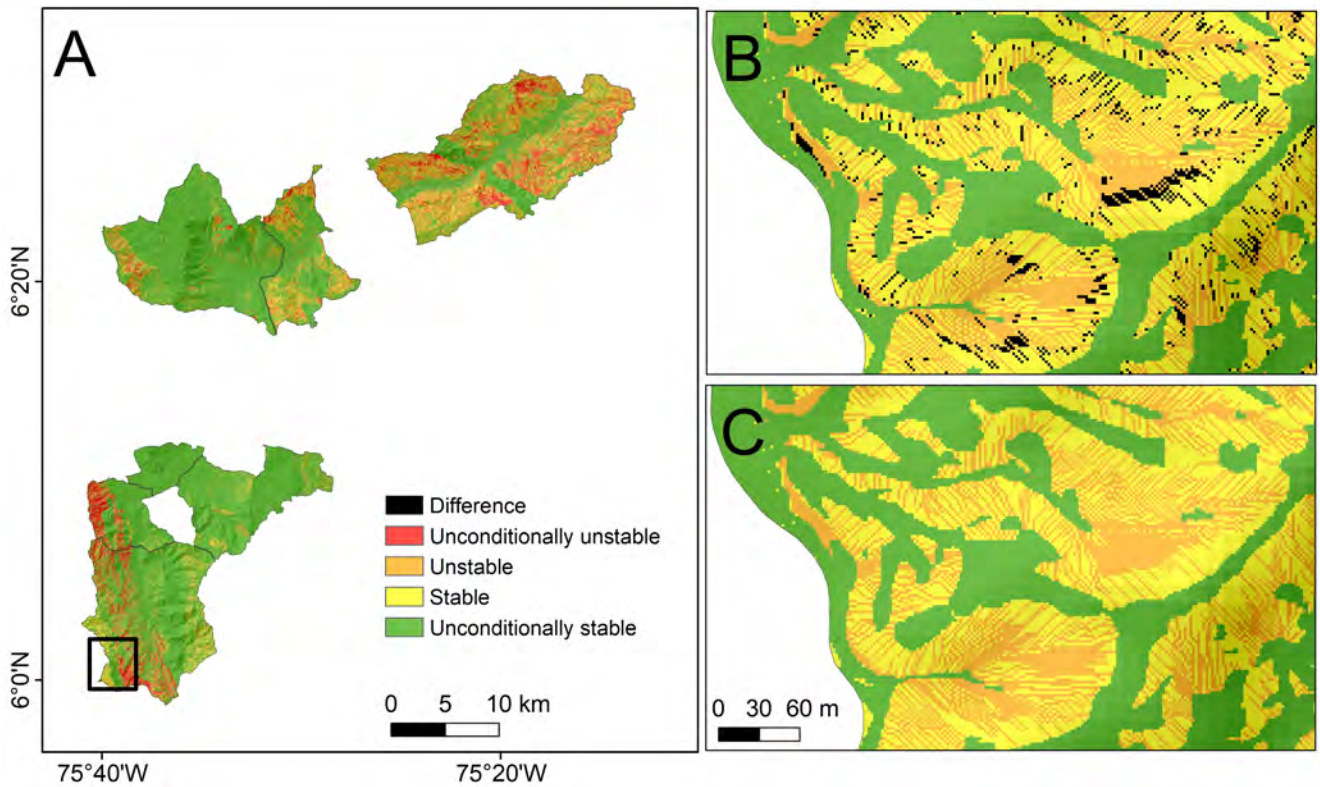 A
B
6°20'N
C
Difference
Unconditionally unstable
Unstable
Stable
Unconditionally stable
6°0'N
0 5 10 km
0 30 60 m
75°40'W 75°20'W